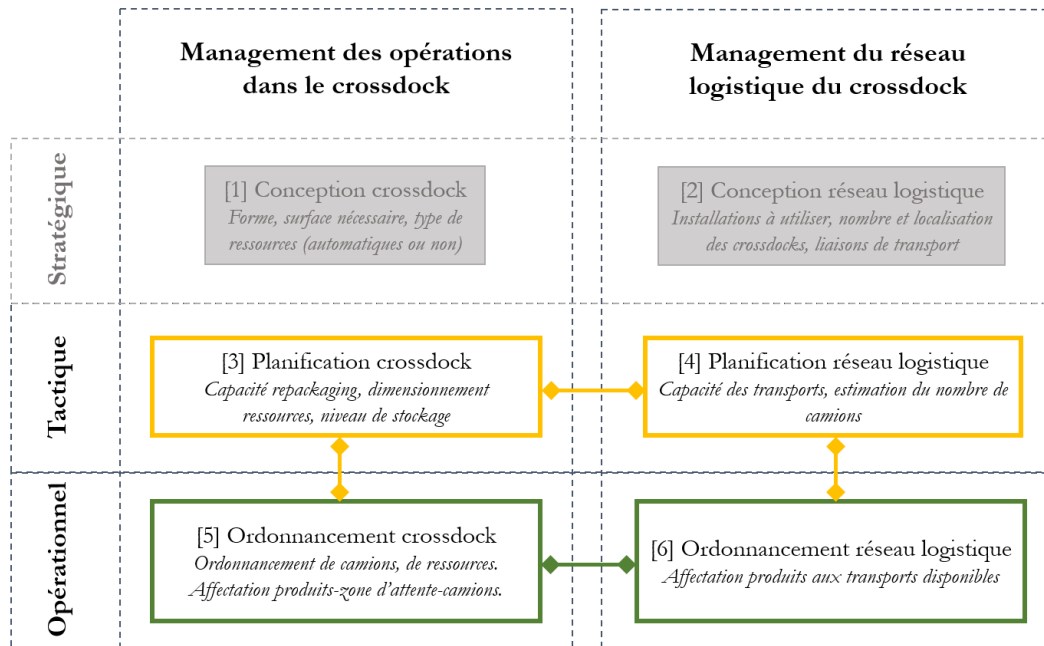 Management des opérations
dans le crossdock
Management du réseau
logistique du crossdock
Stratégique
[1] Conception crossdock
Forme, surface nécessaire, type de
ressources (automatiques ou non)
[2] Conception réseau logistique
Installations à utiliser, nombre et localisation
des crossdocks, liaisons de transport
Tactique
[3] Planification crossdock
Capacité repackaging, dimensionnement
ressources, niveau de stockage
[4] Planification réseau logistique
Capacité des transports, estimation du nombre de
camions
Opérationnel
[5] Ordonnancement crossdock
Ordonnancement de camions, de ressources.
Affectation produits-zone d'attente-camions.
[6] Ordonnancement réseau logistique
Affectation produits aux transports disponibles